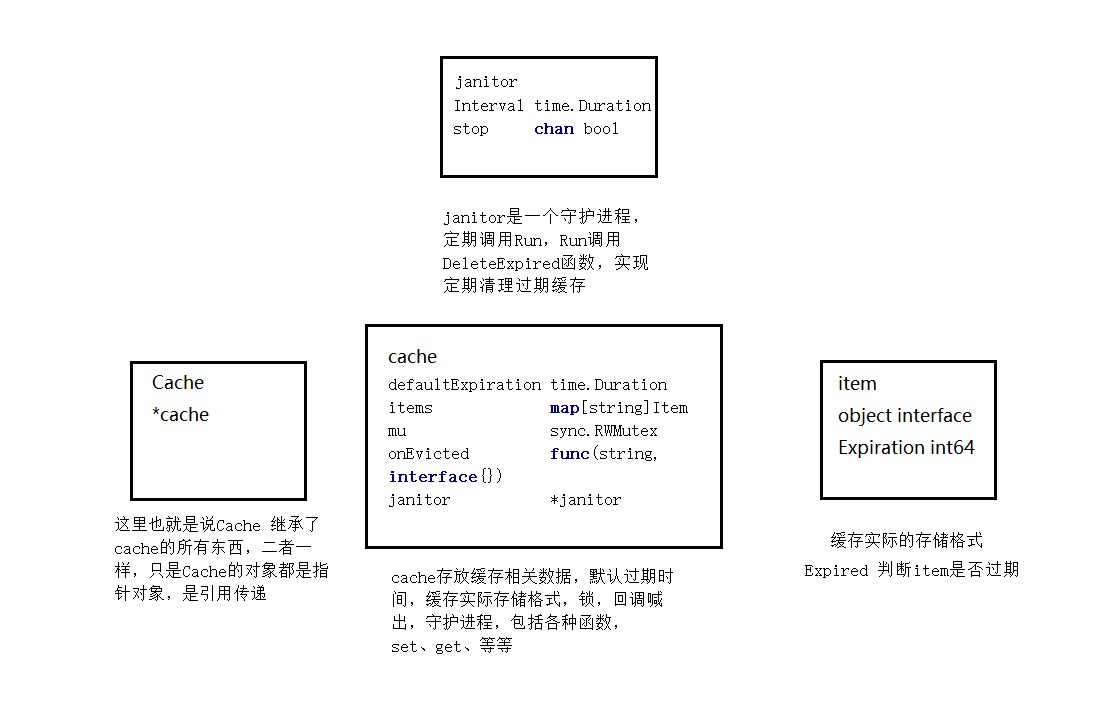 janitor
Interval time.Duration
stop chan bool
janitor是一个守护进程，
定期调用Run，Run调用
DeleteExpired函数，实现
定期清理过期缓存
Cache
*cache
这里也就是说Cache 继承了
cache的所有东西，二者一
样，只是Cache的对象都是指
针对象，是引用传递
cache
defaultExpiration time.Duration
items map[string]Item
mu sync.RWMutex
onEvicted func(string,
interface{})
janitor *janitor
cache存放缓存相关数据，默认过期时
间，缓存实际存储格式，锁，回调喊
出，守护进程，包括各种函数，
set、get、等等
item
object interface
Expiration int64
缓存实际的存储格式
Expired 判断item是否过期